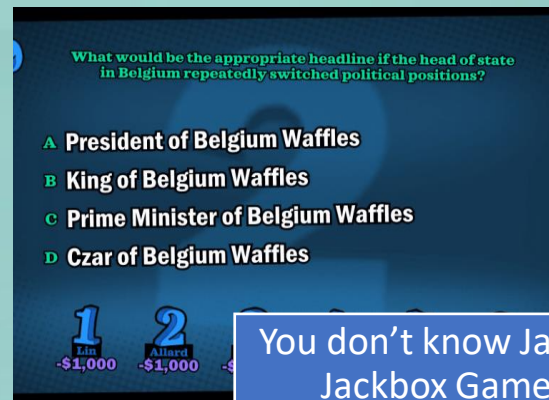 What would be the appropriate headline if the head of state
in Belgium repeatedly switched political positions?
A President of Belgium Waffles
B King of Belgium Waffles
C Prime Minister of Belgium Waffles
D Czar of Belgium Waffles
1 2
Lin Allard
-$1,000 -$1,000
You don’t know
Jackbox